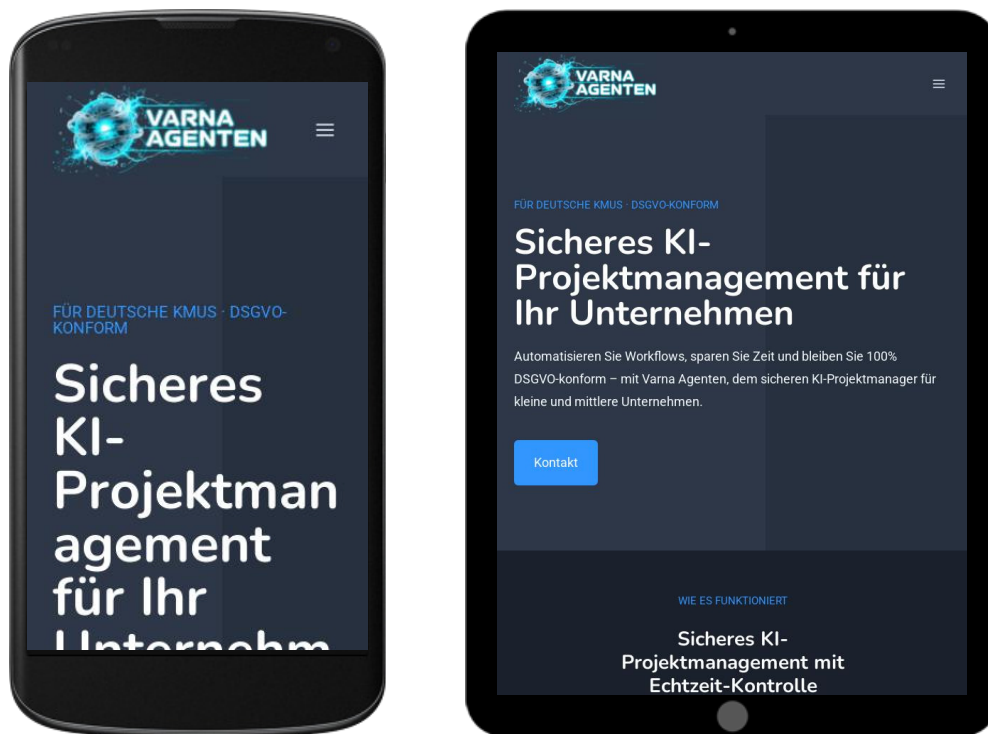 VARNA
AGENTEN
FÜR DEUTSCHE KMUS · DSGVO-
KONFORM
Sicheres
KI-
Projektman
agement
für Ihr
Unternehm
VARNA
AGENTEN
FÜR DEUTSCHE KMUS · DSGVO-KONFORM
Sicheres KI-
Projektmanagement für
Ihr Unternehmen
Automatisieren Sie Workflows, sparen Sie Zeit und bleiben Sie 100%
DSGVO-konform – mit Varna Agenten, dem sicheren KI-Projektmanager für
kleine und mittlere Unternehmen.
Kontakt
WIE ES FUNKTIONIERT
Sicheres KI-
Projektmanagement mit
Echtzeit-Kontrolle